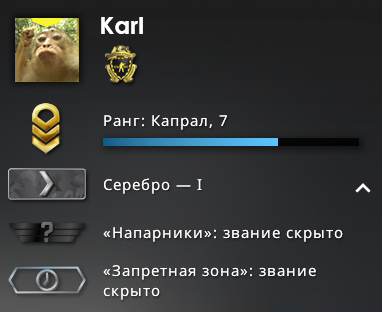 Karl
Ранг: Капрал, 7
Серебро — I
«Напарники»: звание скрыто
«Запретная зона»: звание
скрыто